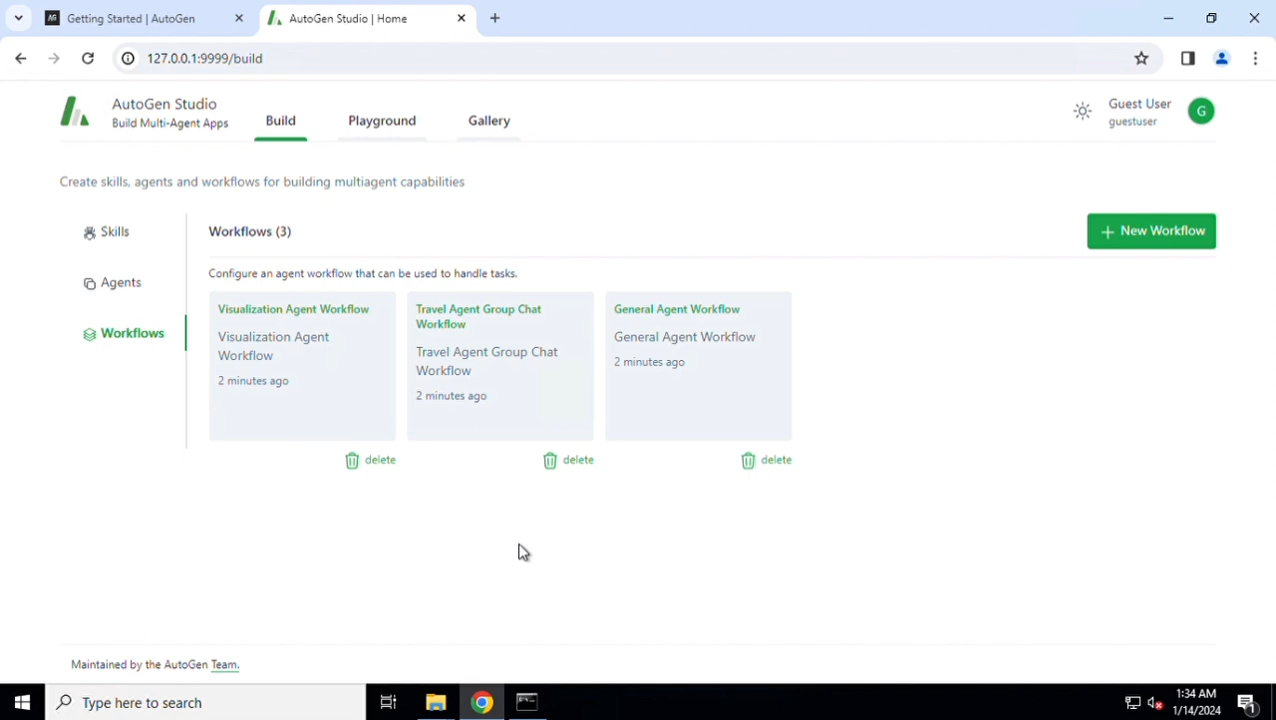 Getting Started | AutoGen
AutoGen Studio | Home
127.0.0.1:9999/build
AutoGen Studio
Build Multi-Agent Apps
Build
Playground
Gallery
Guest User
guestuser
G
Create skills, agents and workflows for building multiagent capabilities
Skills
Agents
Workflows
Workflows (3)
New Workflow
Configure an agent workflow that can be used to handle tasks.
Visualization Agent Workflow
Visualization Agent
Workflow
2 minutes ago
delete
Travel Agent Group Chat
Workflow
Travel Agent Group Chat
Workflow
2 minutes ago
delete
General Agent Workflow
General Agent Workflow
2 minutes ago
delete
Maintained by the AutoGen Team.
Type here to search
1:34 AM
1/14/2024
1